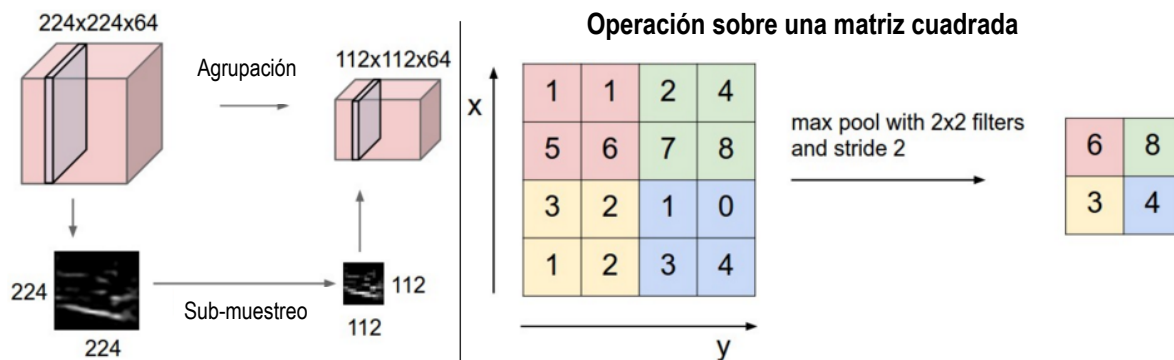 224x224x64
Agrupación
112x112x64
224
224
Sub-muestreo
112
112
Operación sobre una matriz cuadrada
x
1 1 2 4
5 6 7 8
3 2 1 0
1 2 3 4
y
max pool with 2x2 filters
and stride 2
6 8
3 4